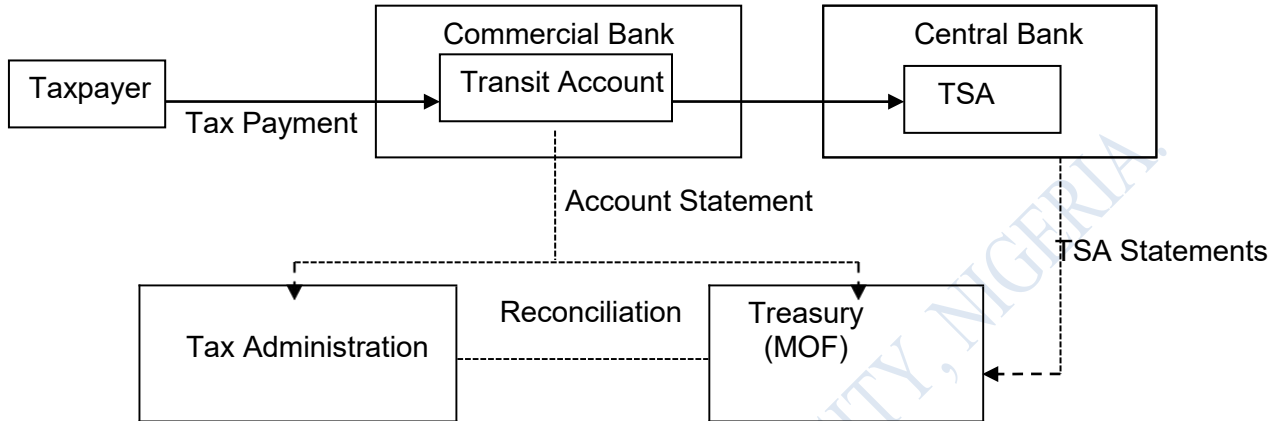 Commercial Bank
Central Bank
Taxpayer
Transit Account
TSA
Tax Payment
Account Statement
TSA Statements
Reconciliation
Treasury
(MOF)
Tax Administration
, NIGERIA.